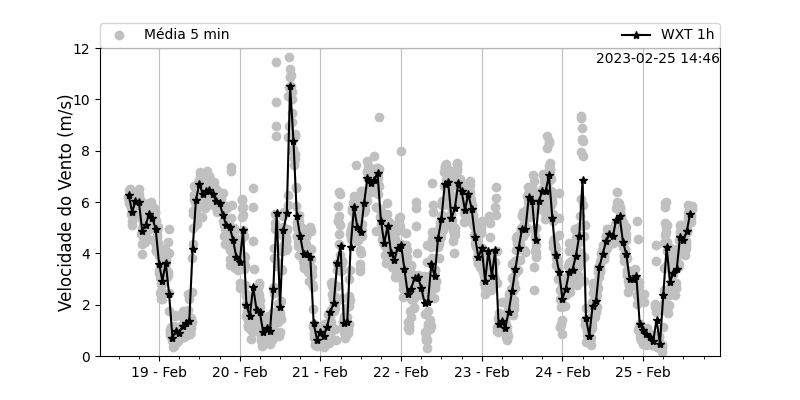 Média 5 min
WXT 1h
2023-02-25 14:46
Velocidade do Vento (m/s)
12
10
8
6
4
2
0
19 - Feb
20 - Feb
21 - Feb
22 - Feb
23 - Feb
24 - Feb
25 - Feb